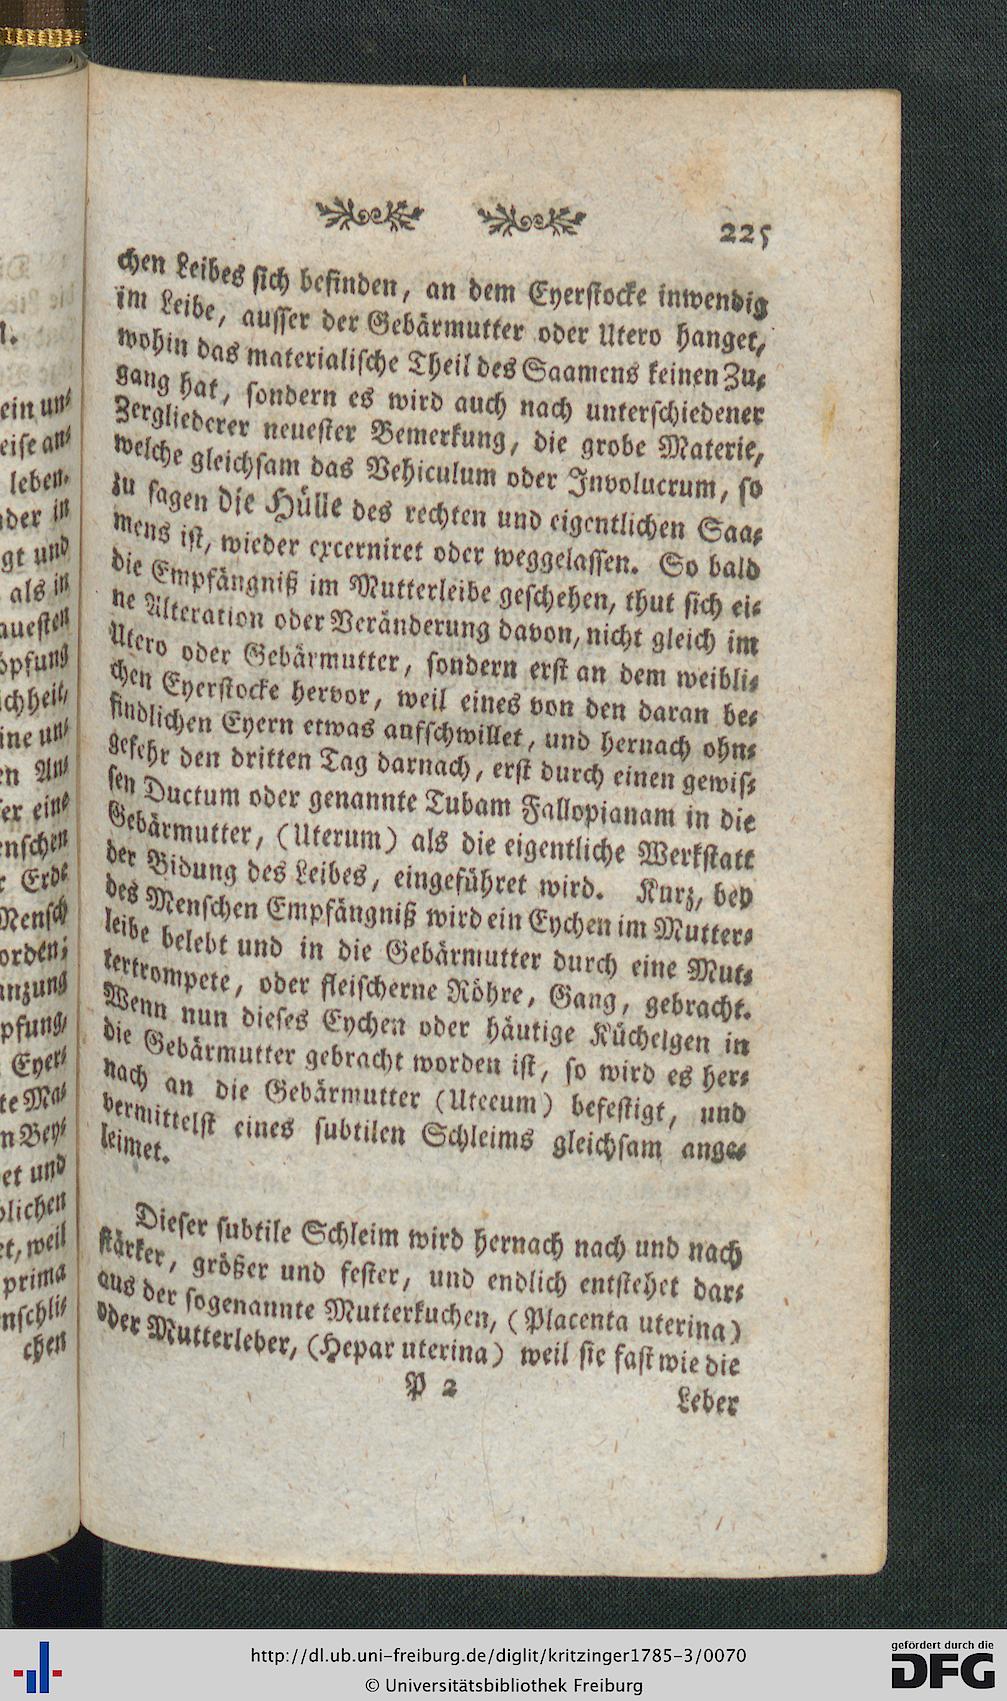 225
chen Leibes sich befinden, an dem Eyerstocke inwendig
im Leibe, ausser der Gebärmutter oder Utero hanget,
wohin das materialische Theil des Saamens keinen Zu-
gang hat, sondern es wird auch nach unterschiedener
Zergliederer neuester Bemerkung, die grobe Materie,
welche gleichsam das Vehiculum oder Involucrum, so
zu sagen die Hülle des rechten und eigentlichen Saa-
mens ist, wieder excerniret oder weggelassen. So bald
die Empfängniß im Mutterleibe geschehen, thut sich ei-
ne Alteration oder Veränderung davon, nicht gleich im
Utero oder Gebärmutter, sondern erst an dem weibli-
chen Eyerstocke hervor, weil eines von den daran be-
findlichen Eyern etwas aufschwillet, und hernach ohn-
gefehr den dritten Tag darnach, erst durch einen gewis-
sen Ductum oder genannte Tubam Fallopianam in die
Gebärmutter, (Uterum) als die eigentliche Werkstatt
der Bidung des Leibes, eingeführet wird. Kurz, bey
des Menschen Empfängniß wird ein Eychen im Mutter-
leibe belebt und in die Gebärmutter durch eine Mut-
tertrompete, oder fleischerne Röhre, Gang, gebracht.
Wenn nun dieses Eychen oder häutige Küchelgen in
die Gebärmutter gebracht worden ist, so wird es her-
nach an die Gebärmutter (Uteeum) befestigt, und
vermittelst eines subtilen Schleims gleichsam ange-
leimet.
Dieser subtile Schleim wird hernach nach und nach
stärker, größer und fester, und endlich entstehet dar-
aus der sogenannte Mutterkuchen, (Placenta uterina)
oder Mutterleber, (Hepar uterina) weil sie fast wie die
P 2
Leber
http://dl.ub.uni-freiburg.de/diglit/kritzinger1785-3/0070
© Universitätsbibliothek Freiburg
gefördert durch die
DFG